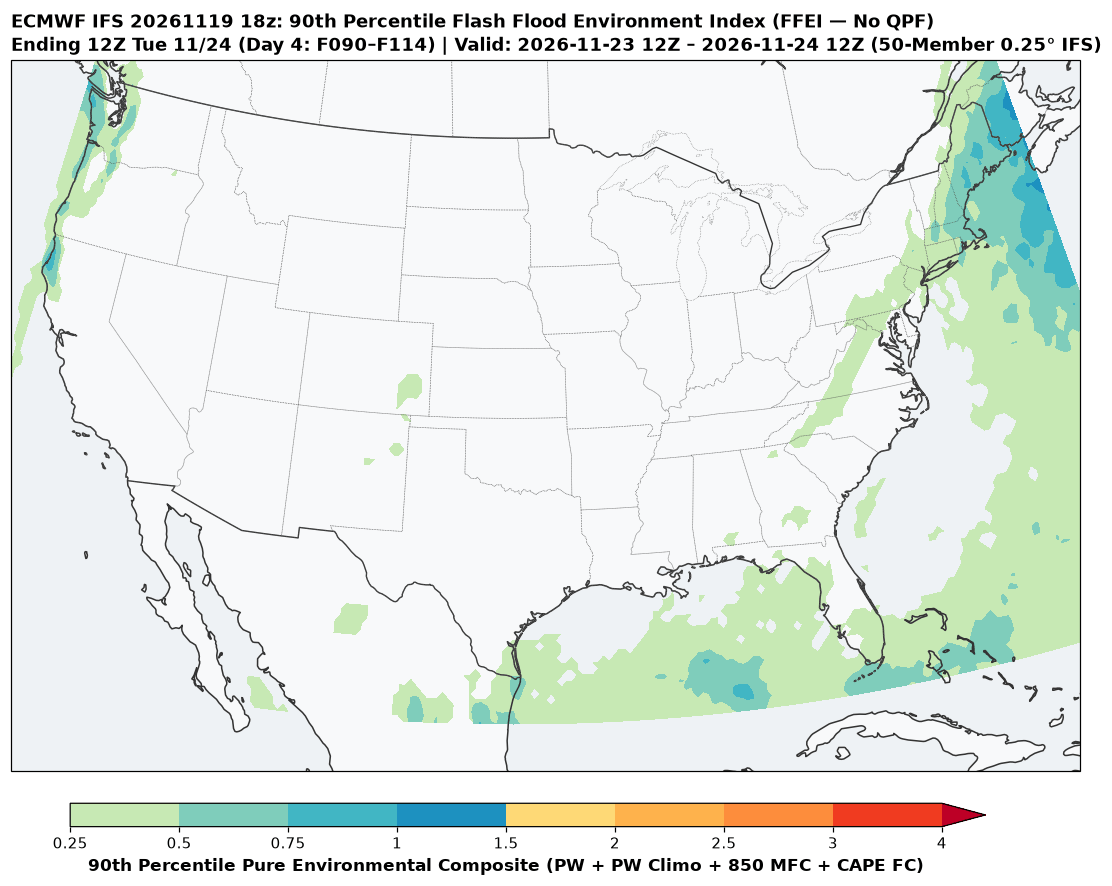 ECMWF IFS 20261119 18z: 90th Percentile Flash Flood Environment Index (FFEI — No QPF)
Ending 12Z Tue 11/24 (Day 4: F090–F114) | Valid: 2026-11-23 12Z – 2026-11-24 12Z (50-Member 0.25° IFS)
0.25 0.5 0.75 1 1.5 2 2.5 3 4
90th Percentile Pure Environmental Composite (PW + PW Climo + 850 MFC + CAPE FC)